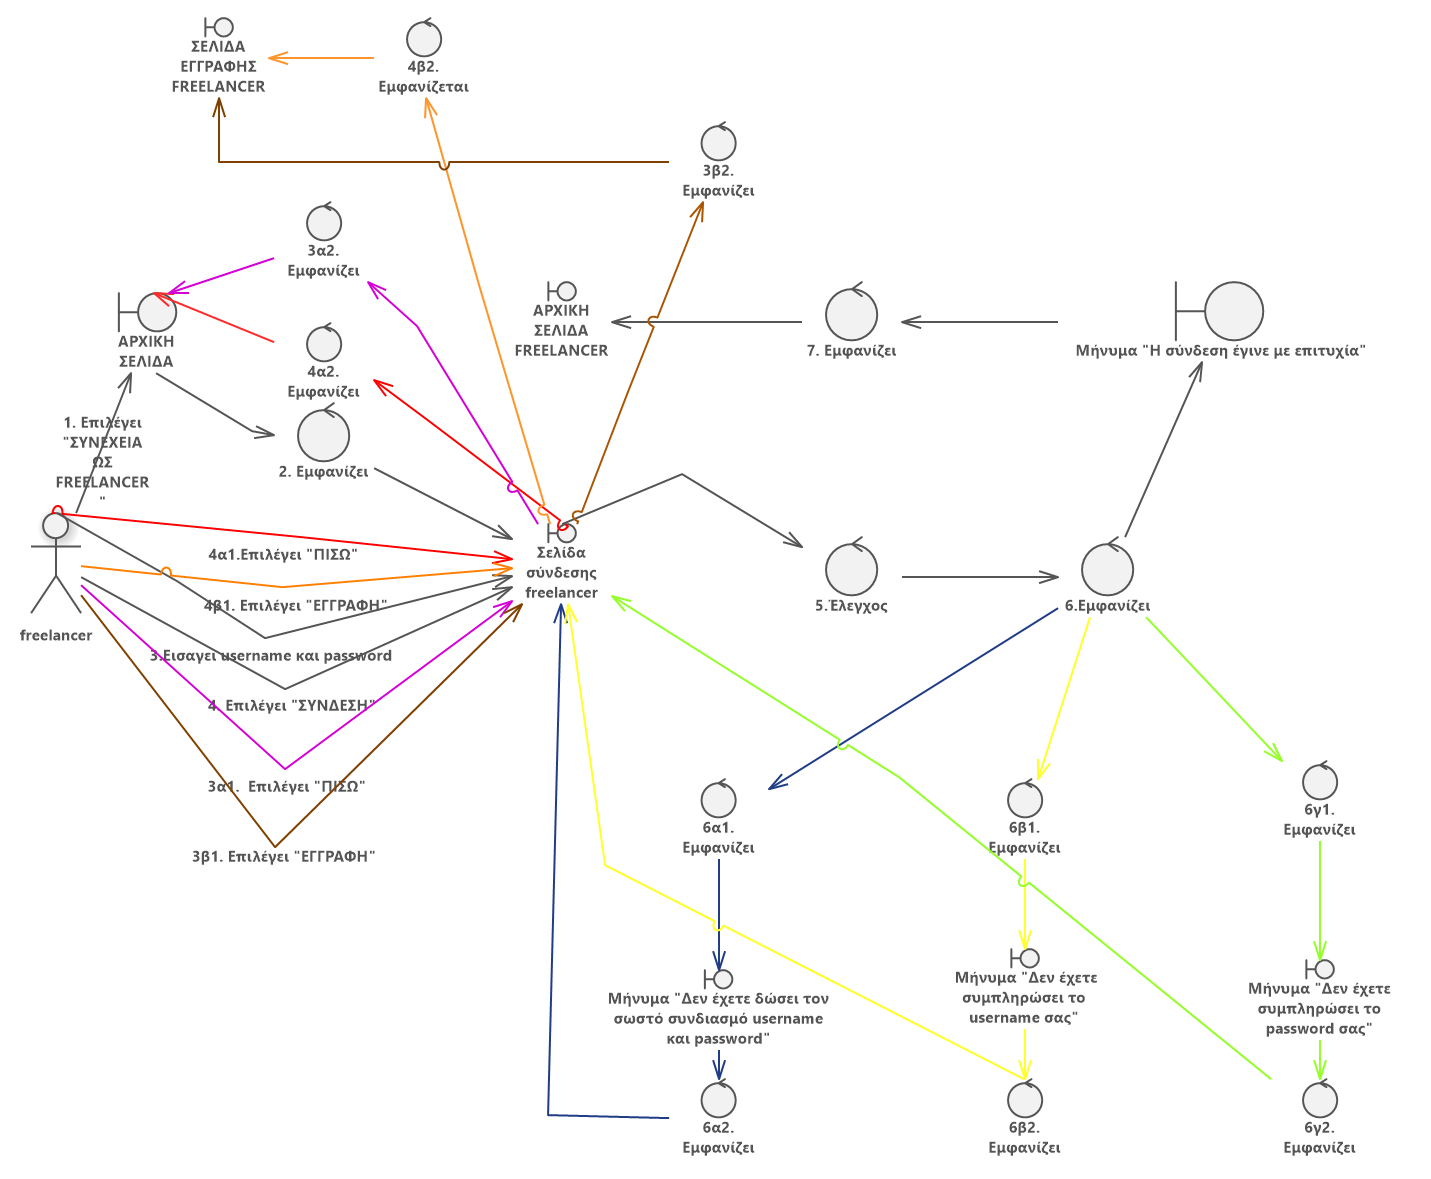 ΣΕΛΙΔΑ
ΕΓΓΡΑΦΗΣ
FREELANCER
4β2.
Εμφανίζεται
3β2.
Εμφανίζει
3α2.
Εμφανίζει
ΑΡΧΙΚΗ
ΣΕΛΙΔΑ
4α2.
Εμφανίζει
ΑΡΧΙΚΗ
ΣΕΛΙΔΑ
FREELANCER
7. Εμφανίζει
Μήνυμα "Η σύνδεση έγινε με επιτυχία"
1. Επιλέγει
"ΣΥΝΕΧΕΙΑ
ΩΣ
FREELANCER
"
2. Εμφανίζει
4α1.Επιλέγει "ΠΙΣΩ"
Σελίδα
σύνδεσης
freelancer
4β1. Επιλέγει "ΕΓΓΡΑΦΗ"
5.Έλεγχος
6.Εμφανίζει
freelancer
3.Εισαγει username και password
4. Επιλέγει "ΣΥΝΔΕΣΗ"
3α1.  Επιλέγει "ΠΙΣΩ"
3β1. Επιλέγει "ΕΓΓΡΑΦΗ"
6α1.
Εμφανίζει
6β1.
Εμφανίζει
6γ1.
Εμφανίζει
Μήνυμα "Δεν έχετε δώσει τον
σωστό συνδιασμό username
και password"
Μήνυμα "Δεν έχετε
συμπληρώσει το
username σας"
Μήνυμα "Δεν έχετε
συμπληρώσει το
password σας"
6α2.
Εμφανίζει
6β2.
Εμφανίζει
6γ2.
Εμφανίζει